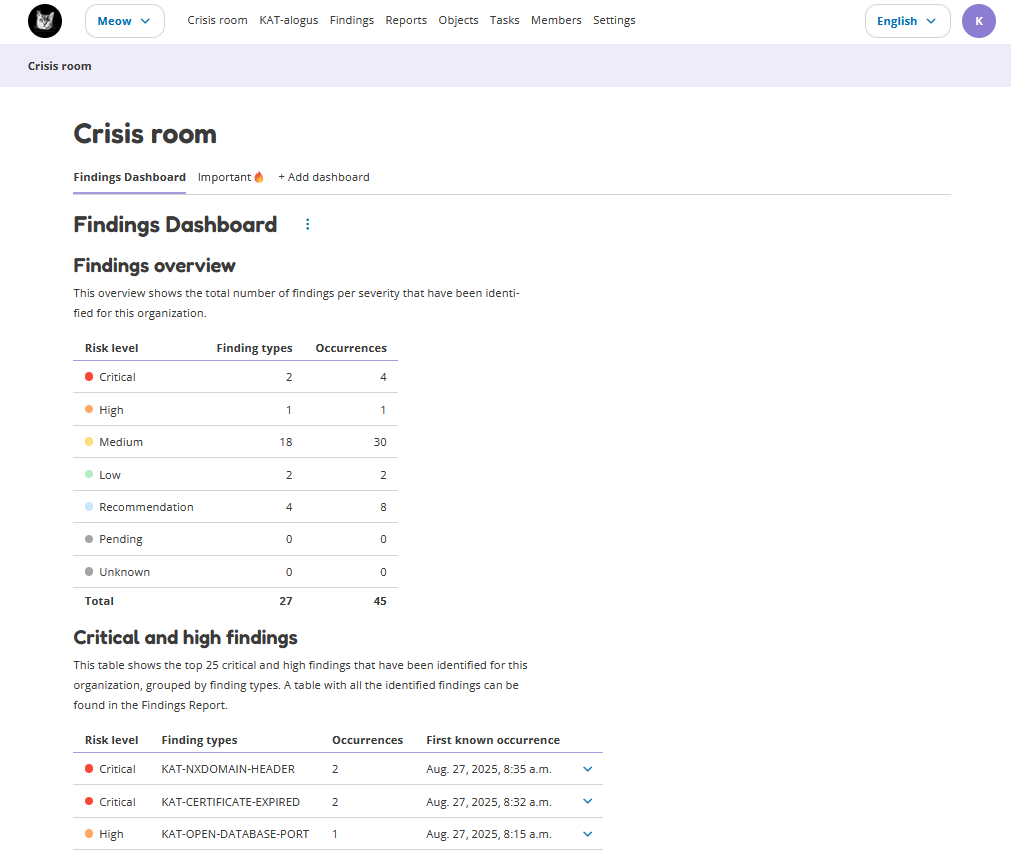 Meow Crisis room KAT-alogus Findings Reports Objects Tasks Members Settings English K
Crisis room
Crisis room
Findings Dashboard Important🔥 + Add dashboard
Findings Dashboard
Findings overview
This overview shows the total number of findings per severity that have been identi-
fied for this organization.
Risk level Finding types Occurrences
Critical 2 4
High 1 1
Medium 18 30
Low 2 2
Recommendation 4 8
Pending 0 0
Unknown 0 0
Total 27 45
Critical and high findings
This table shows the top 25 critical and high findings that have been identified for this
organization, grouped by finding types. A table with all the identified findings can be
found in the Findings Report.
Risk level Finding types Occurrences First known occurrence
Critical KAT-NXDOMAIN-HEADER 2 Aug. 27, 2025, 8:35 a.m.
Critical KAT-CERTIFICATE-EXPIRED 2 Aug. 27, 2025, 8:32 a.m.
High KAT-OPEN-DATABASE-PORT 1 Aug. 27, 2025, 8:15 a.m.